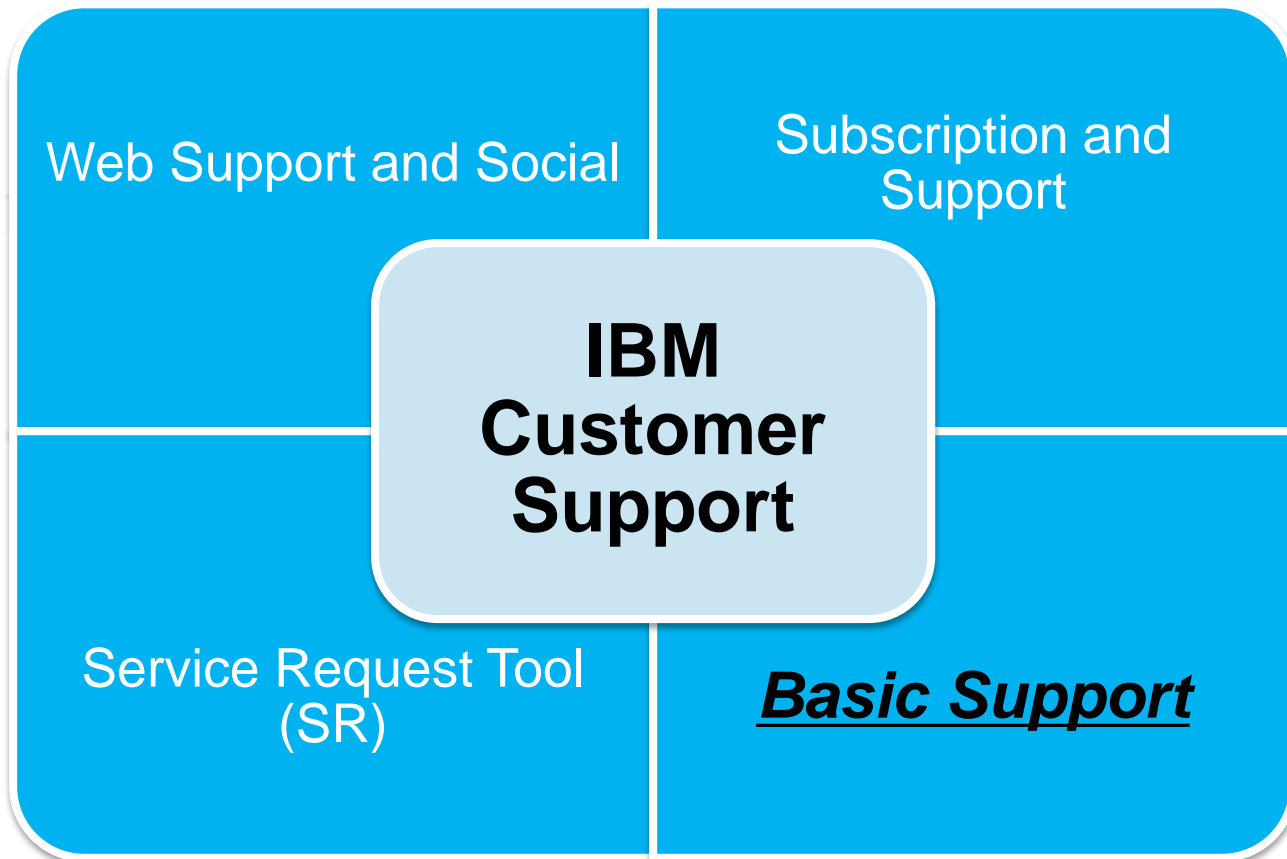 Web Support and Social
Subscription and
Support
IBM
Customer
Support
Service Request Tool
(SR)
Basic Support